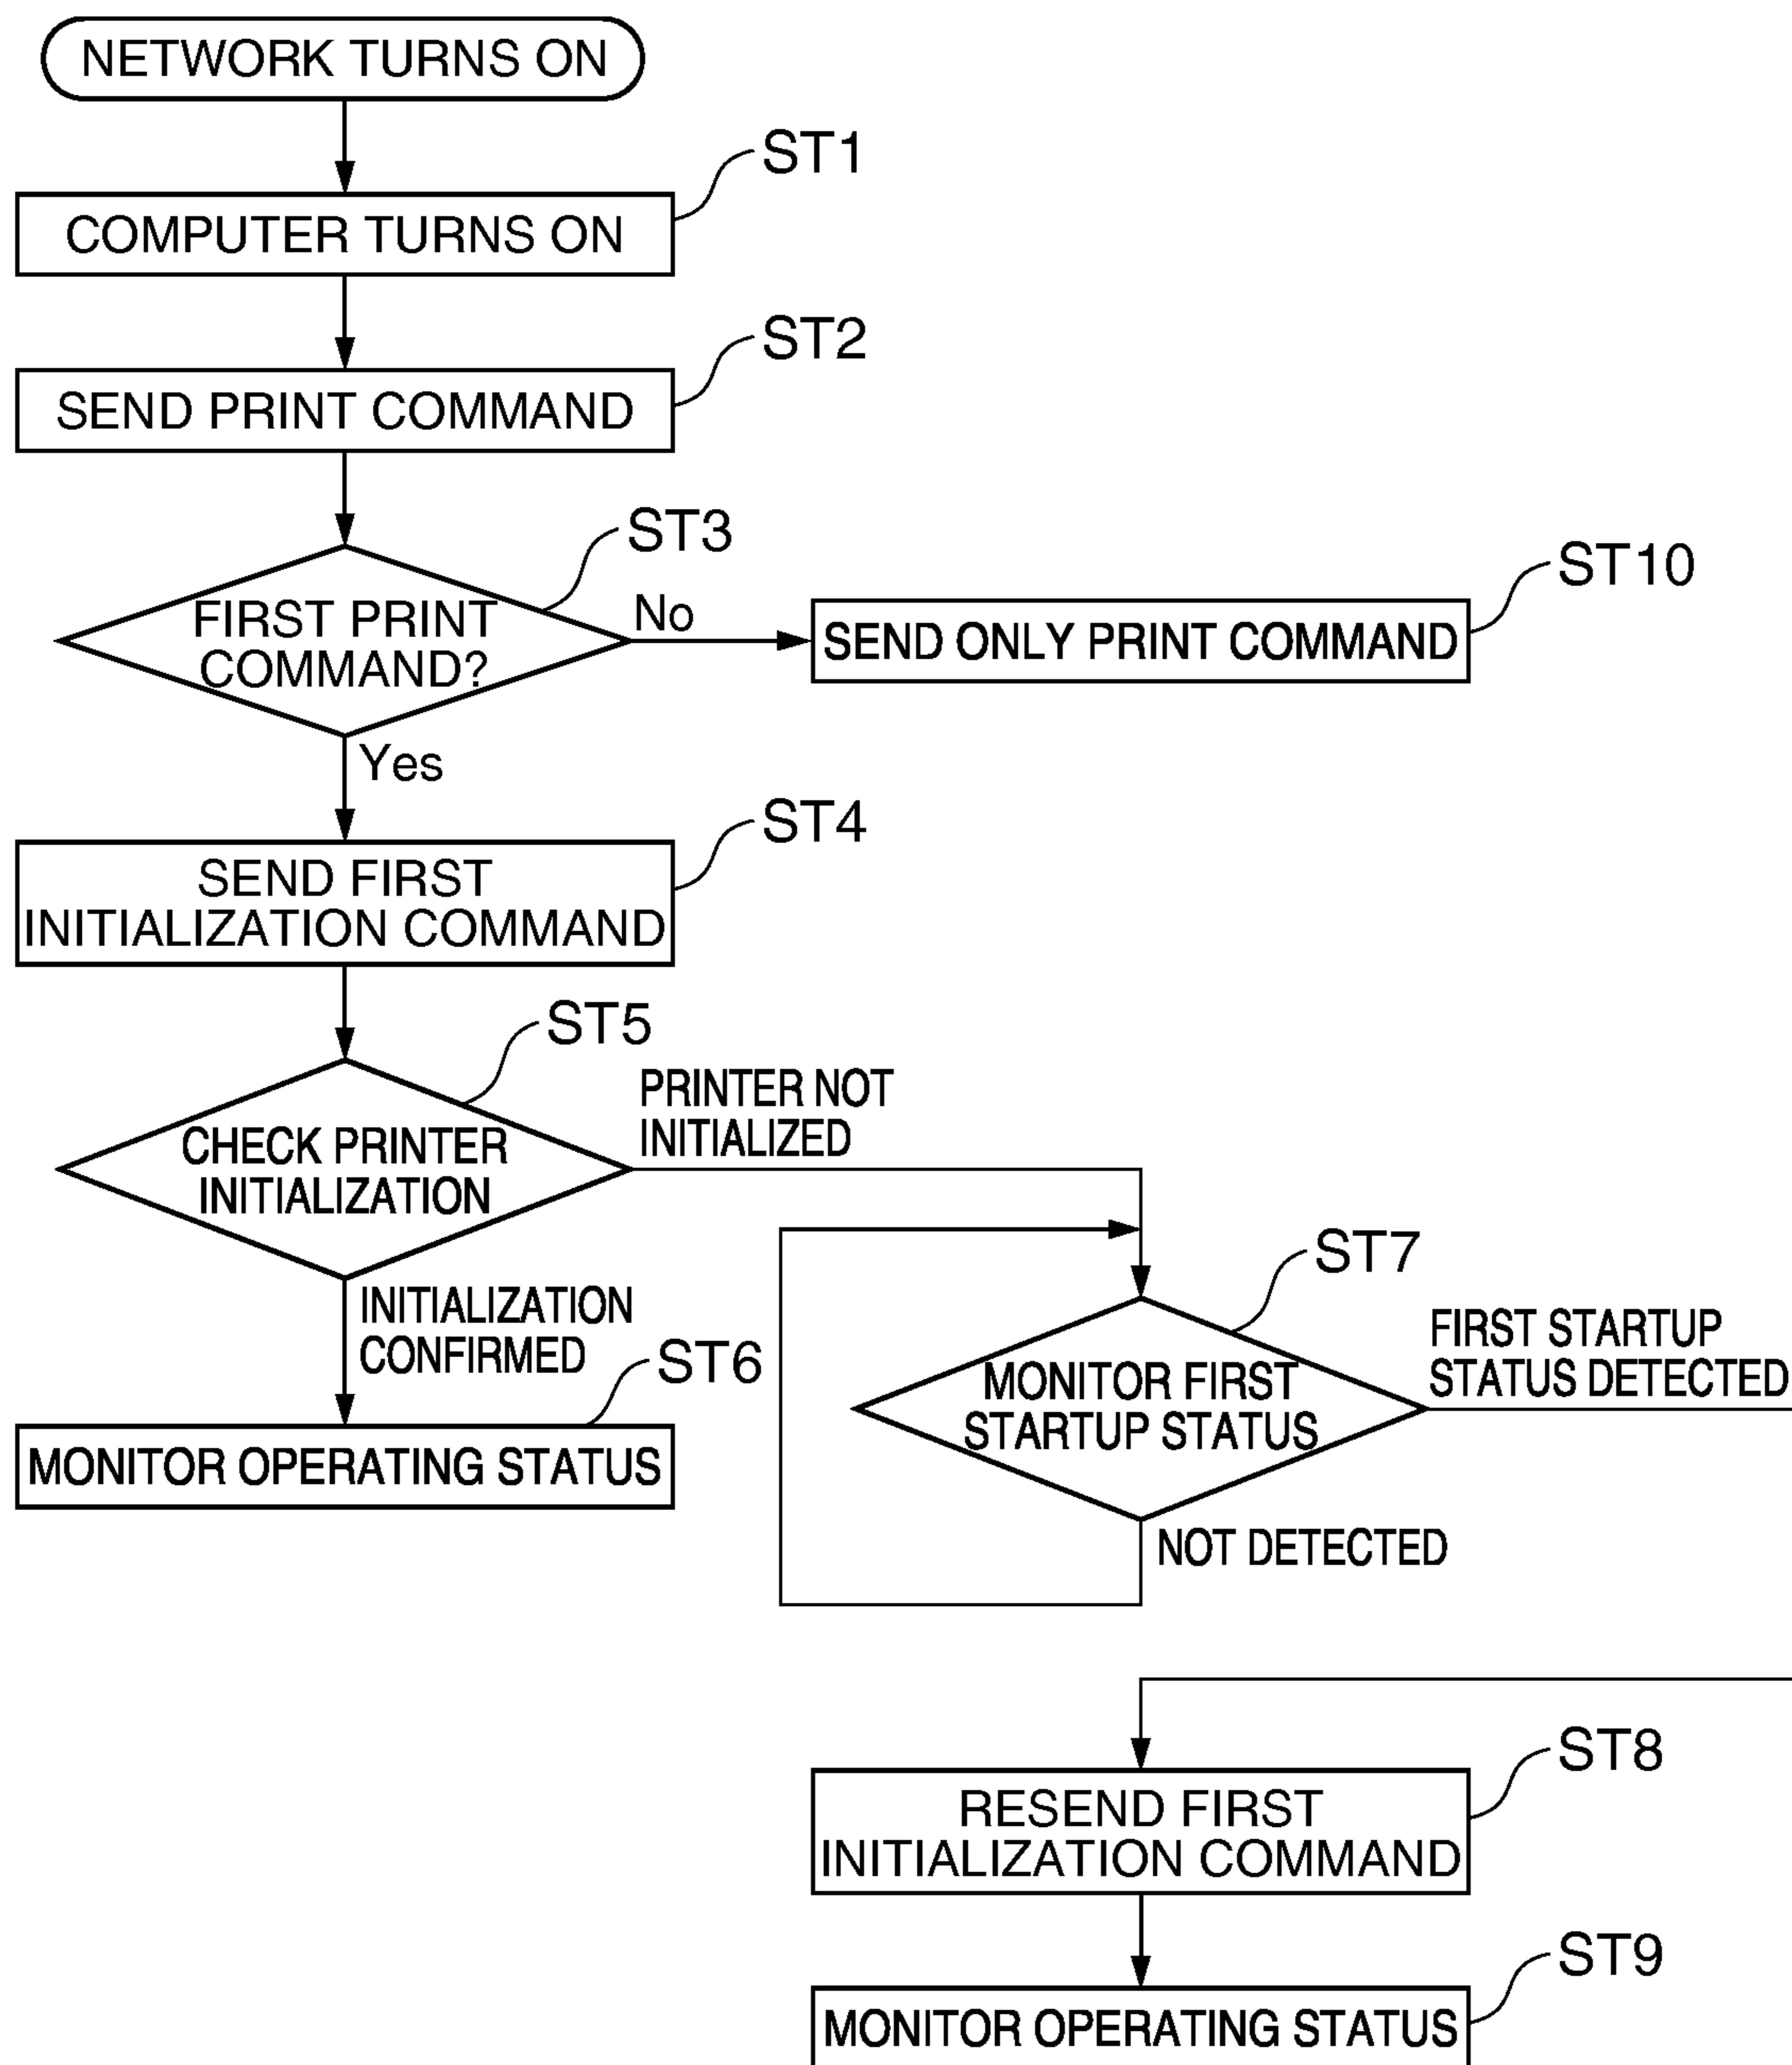 NETWORK TURNS ON
ST1
COMPUTER TURNS ON
ST2
SEND PRINT COMMAND
ST3
FIRST PRINT
COMMAND?
No
ST10
SEND ONLY PRINT COMMAND
Yes
ST4
SEND FIRST
INITIALIZATION COMMAND
ST5
CHECK PRINTER
INITIALIZATION
PRINTER NOT
INITIALIZED
INITIALIZATION
CONFIRMED
ST6
MONITOR OPERATING STATUS
ST7
MONITOR FIRST
STARTUP STATUS
FIRST STARTUP
STATUS DETECTED
NOT DETECTED
ST8
RESEND FIRST
INITIALIZATION COMMAND
ST9
MONITOR OPERATING STATUS